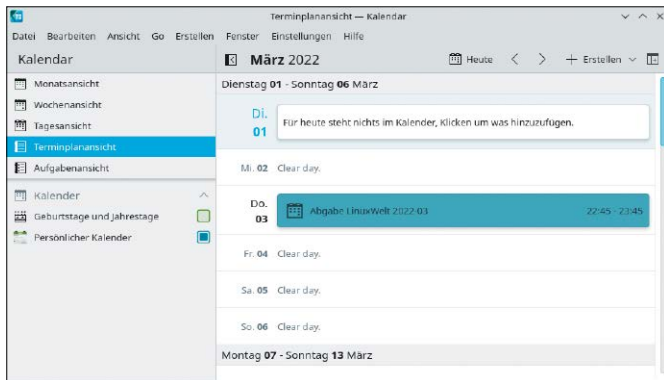 Terminplanansicht — Kalendar
Datei Bearbeiten Ansicht Go Erstellen Fenster Einstellungen Hilfe
Kalendar
März 2022
Heute
Erstellen
Monatsansicht
Wochenansicht
Tagesansicht
Terminplanansicht
Aufgabenansicht
Kalender
Geburtstage und Jahrestage
Persönlicher Kalender
Dienstag 01 - Sonntag 06 März
Di.
01
Für heute steht nichts im Kalender, Klicken um was hinzuzufügen.
Mi. 02 Clear day.
Do.
03
Abgabe LinuxWelt 2022-03 22:45 - 23:45
Fr. 04 Clear day.
Sa. 05 Clear day.
So. 06 Clear day.
Montag 07 - Sonntag 13 März